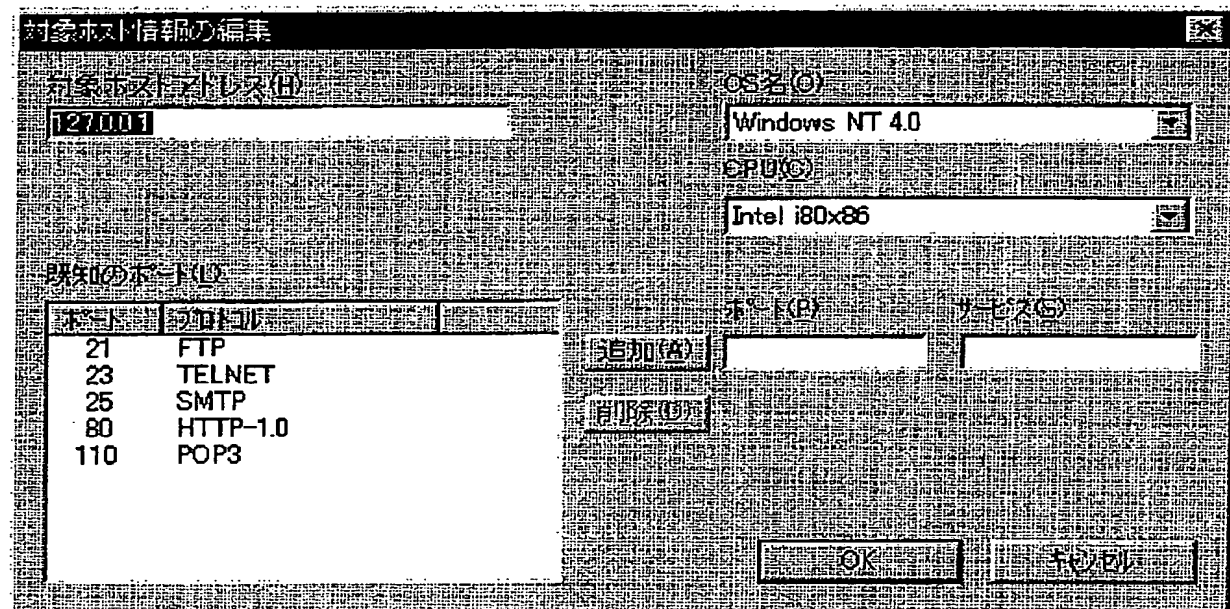 対象ホスト情報の編集
対象ホストアドレス(H)
127.0.0.1
OS名(O)
Windows NT 4.0
CPU(C)
Intel i80x86
既知のポート(L)
ポート プロトコル
21 FTP
23 TELNET
25 SMTP
80 HTTP-1.0
110 POP3
追加(A)
削除(D)
ポート(P)
サービス(S)
OK
キャンセル